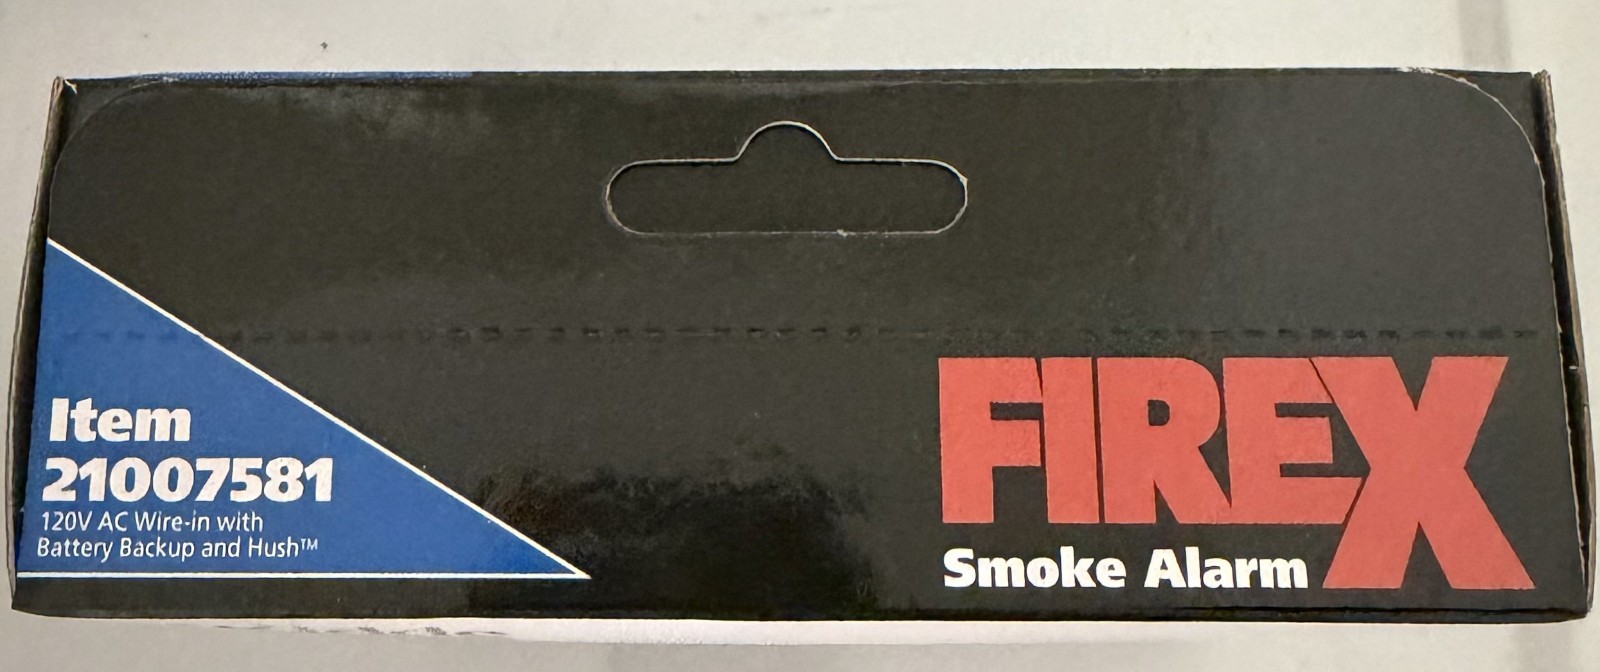 Item
21007581
120V AC Wire-in with
Battery Backup and Hush™
FIREX
Smoke Alarm